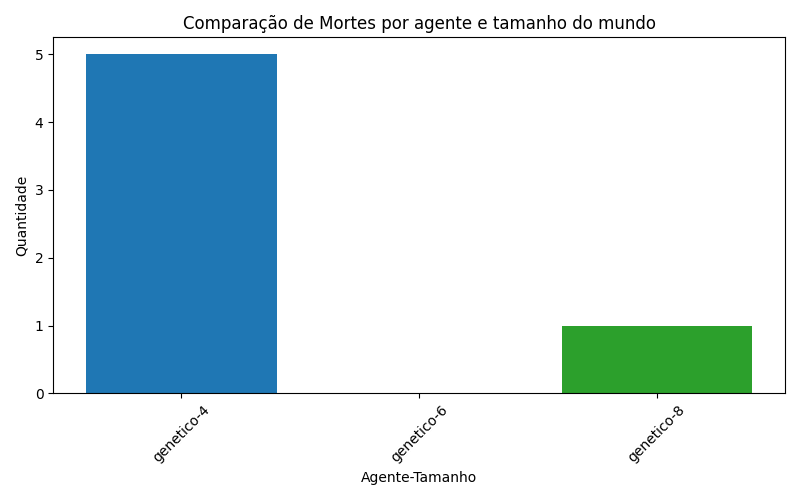 Comparação de Mortes por agente e tamanho do mundo
Quantidade
5
4
3
2
1
0
genetico-4
genetico-6
genetico-8
Agente-Tamanho